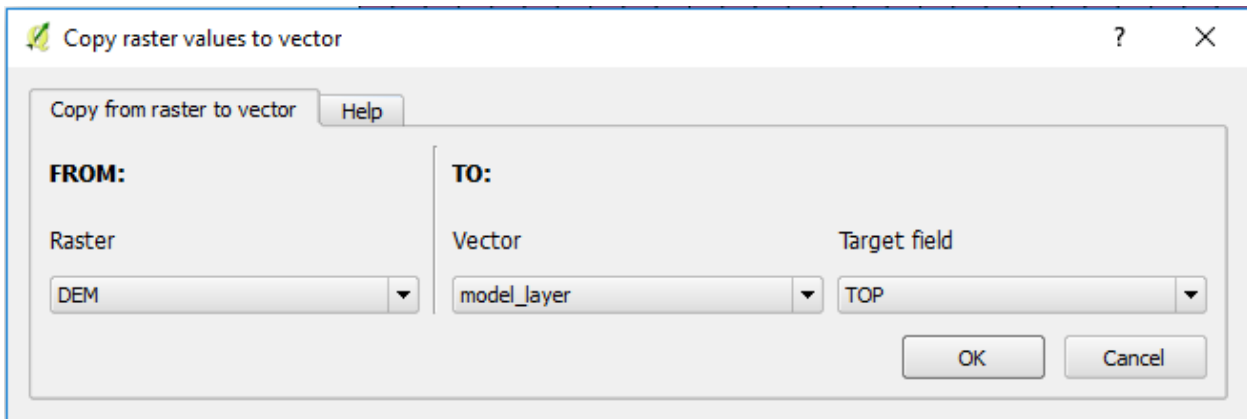 Copy raster values to vector
?
Copy from raster to vector
Help
FROM:
TO:
Raster
Vector
Target field
DEM
model_layer
TOP
OK
Cancel